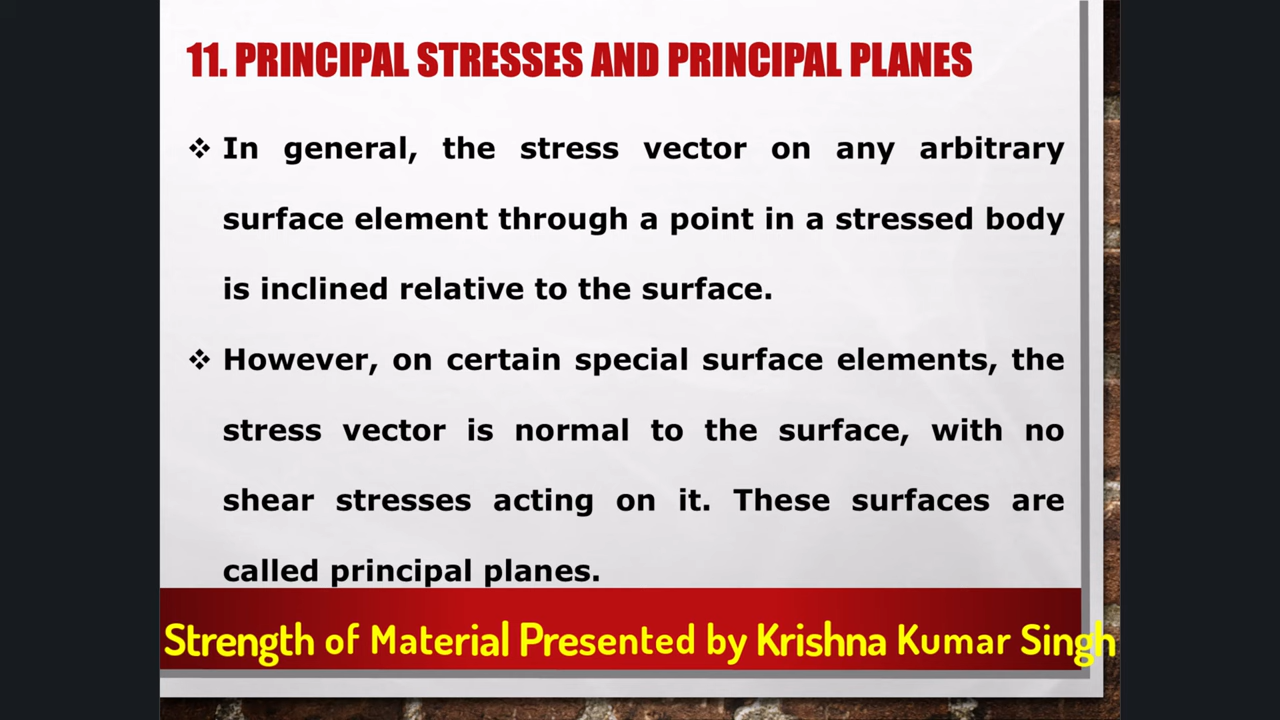 11. PRINCIPAL STRESSES AND PRINCIPAL PLANES
❖ In general, the stress vector on any arbitrary
surface element through a point in a stressed body
is inclined relative to the surface.
❖ However, on certain special surface elements, the
stress vector is normal to the surface, with no
shear stresses acting on it. These surfaces are
called principal planes.
Strength of Material Presented by Krishna Kumar Singh